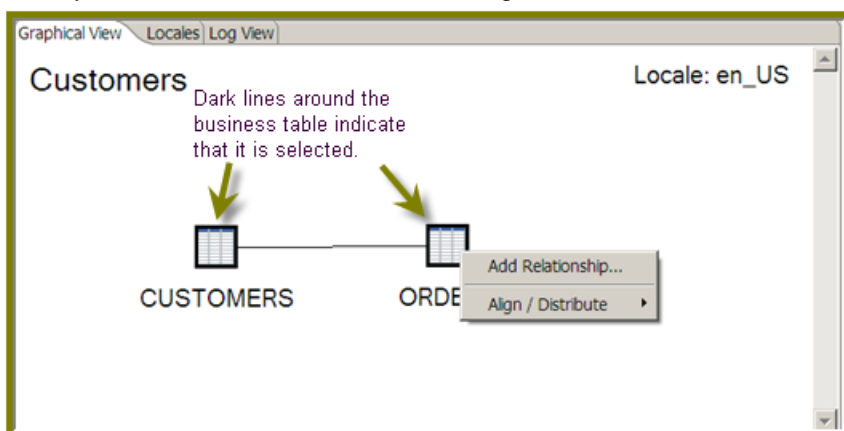 Graphical View Locales Log View
Customers
Locale: en_US
Dark lines around the
business table indicate
that it is selected.
CUSTOMERS
ORDE
Add Relationship...
Align / Distribute